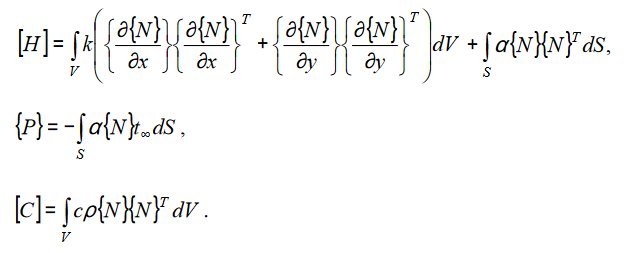 [H] = ∫_V k( {∂{N}/∂x}{∂{N}/∂x}^T + {∂{N}/∂y}{∂{N}/∂y}^T )dV + ∫_S α{N}{N}^T dS,
{P} = −∫_S α{N}t_∞ dS ,
[C] = ∫_V cρ{N}{N}^T dV .